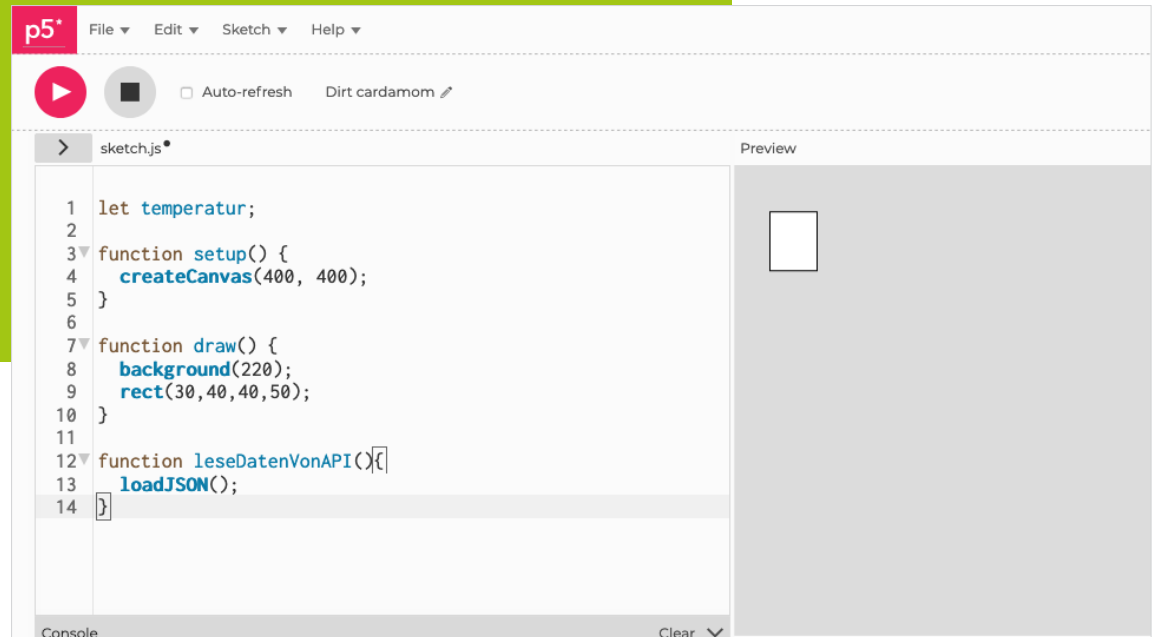 p5*
File Edit Sketch Help
Auto-refresh Dirt cardamom
sketch.js
Preview
1 let temperatur;
2
3 function setup() {
4 createCanvas(400, 400);
5 }
6
7 function draw() {
8 background(220);
9 rect(30,40,40,50);
10 }
11
12 function leseDatenVonAPI(){
13 loadJSON();
14 }
Console Clear